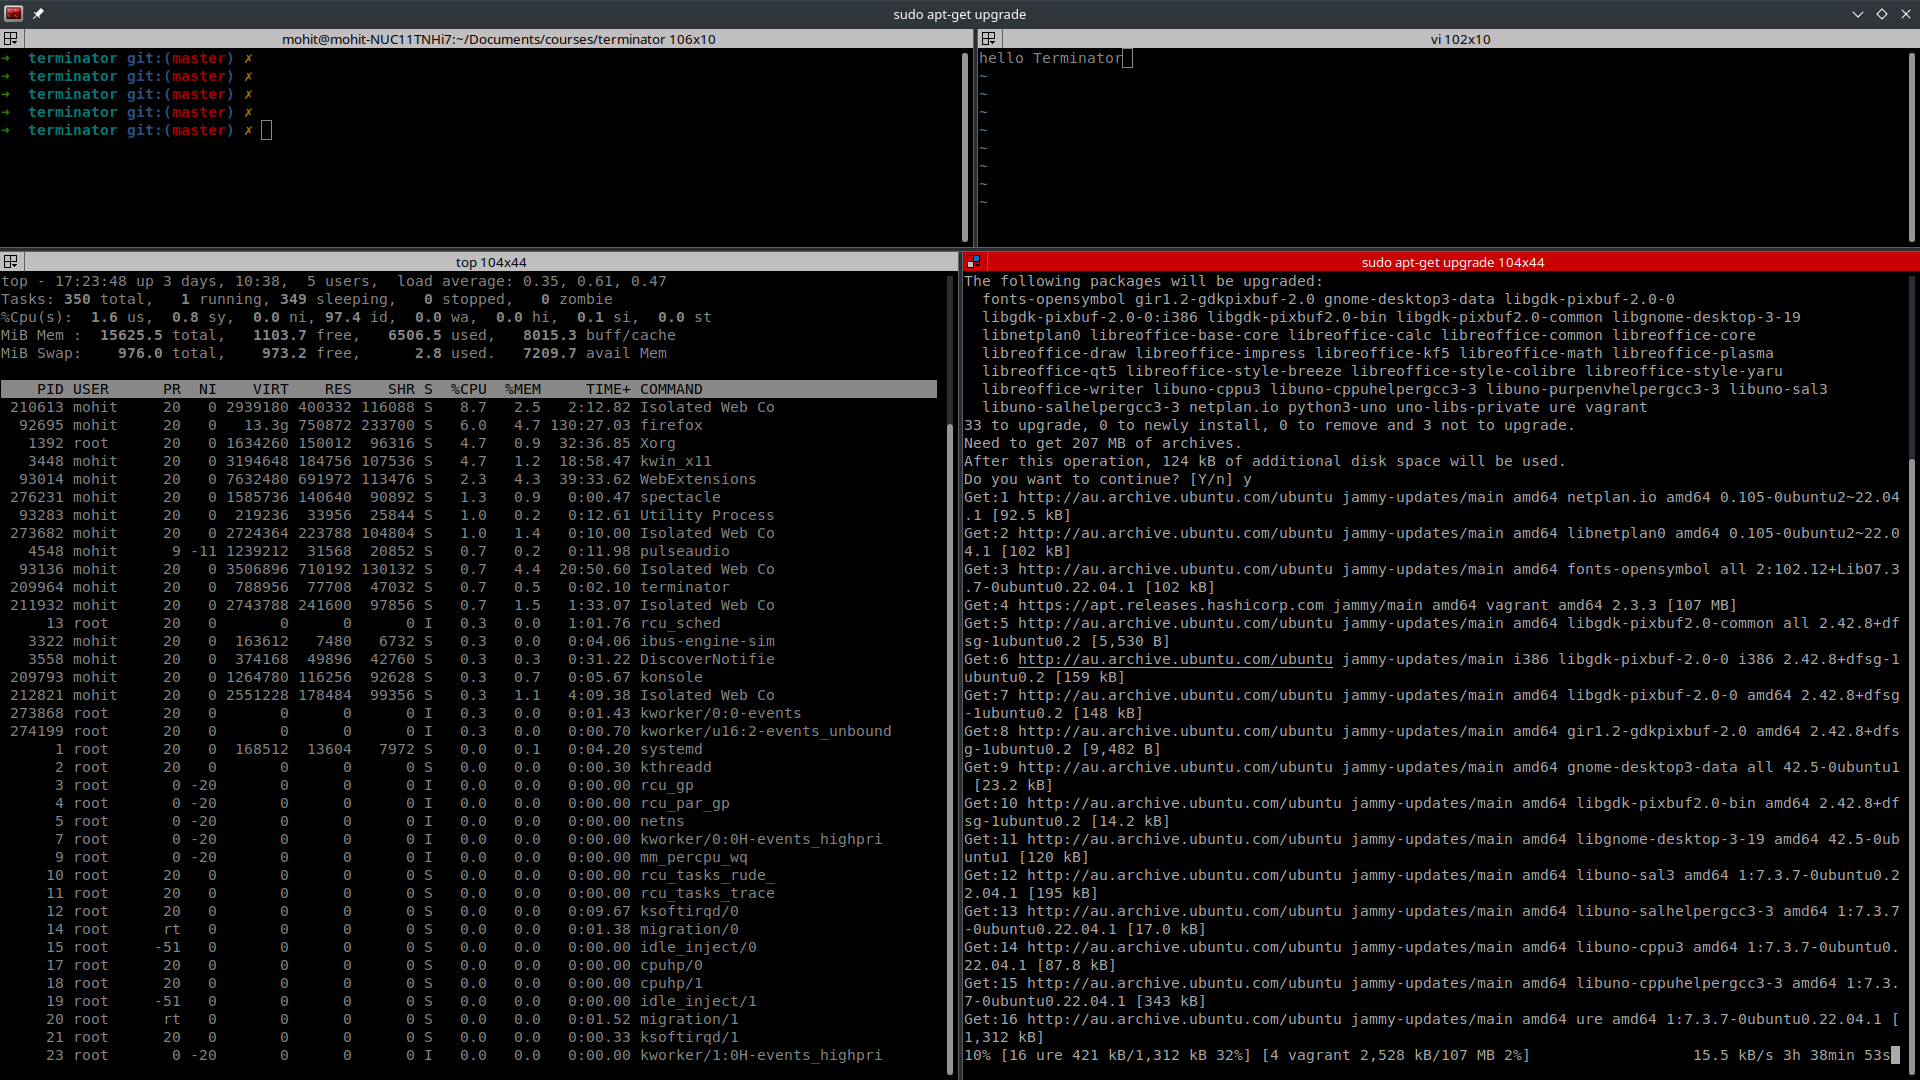 sudo apt-get upgrade
mohit@mohit-NUC11TNHi7:~/Documents/courses/terminator 106x10
➜  terminator git:(master) ✗
➜  terminator git:(master) ✗
➜  terminator git:(master) ✗
➜  terminator git:(master) ✗
➜  terminator git:(master) ✗
vi 102x10
hello Terminator
~
~
~
~
~
~
~
~
top 104x44
top - 17:23:48 up 3 days, 10:38,  5 users,  load average: 0.35, 0.61, 0.47
Tasks: 350 total,   1 running, 349 sleeping,   0 stopped,   0 zombie
%Cpu(s):  1.6 us,  0.8 sy,  0.0 ni, 97.4 id,  0.0 wa,  0.0 hi,  0.1 si,  0.0 st
MiB Mem :  15625.5 total,   1103.7 free,   6506.5 used,   8015.3 buff/cache
MiB Swap:    976.0 total,    973.2 free,      2.8 used.   7209.7 avail Mem
PID USER      PR  NI    VIRT    RES    SHR S  %CPU  %MEM     TIME+ COMMAND
210613 mohit     20   0 2939180 400332 116088 S   8.7   2.5   2:12.82 Isolated Web Co
92695 mohit     20   0   13.3g 750872 233700 S   6.0   4.7 130:27.03 firefox
1392 root      20   0 1634260 150012  96316 S   4.7   0.9  32:36.85 Xorg
3448 mohit     20   0 3194648 184756 107536 S   4.7   1.2  18:58.47 kwin_x11
93014 mohit     20   0 7632480 691972 113476 S   2.3   4.3  39:33.62 WebExtensions
276231 mohit     20   0 1585736 140640  90892 S   1.3   0.9   0:00.47 spectacle
93283 mohit     20   0  219236  33956  25844 S   1.0   0.2   0:12.61 Utility Process
273682 mohit     20   0 2724364 223788 104804 S   1.0   1.4   0:10.00 Isolated Web Co
4548 mohit      9 -11 1239212  31568  20852 S   0.7   0.2   0:11.98 pulseaudio
93136 mohit     20   0 3506896 710192 130132 S   0.7   4.4  20:50.60 Isolated Web Co
209964 mohit     20   0  788956  77708  47032 S   0.7   0.5   0:02.10 terminator
211932 mohit     20   0 2743788 241600  97856 S   0.7   1.5   1:33.07 Isolated Web Co
13 root      20   0       0      0      0 I   0.3   0.0   1:01.76 rcu_sched
3322 mohit     20   0  163612   7480   6732 S   0.3   0.0   0:04.06 ibus-engine-sim
3558 mohit     20   0  374168  49896  42760 S   0.3   0.3   0:31.22 DiscoverNotifie
209793 mohit     20   0 1264780 116256  92628 S   0.3   0.7   0:05.67 konsole
212821 mohit     20   0 2551228 178484  99356 S   0.3   1.1   4:09.38 Isolated Web Co
273868 root      20   0       0      0      0 I   0.3   0.0   0:01.43 kworker/0:0-events
274199 root      20   0       0      0      0 I   0.3   0.0   0:00.70 kworker/u16:2-events_unbound
1 root      20   0  168512  13604   7972 S   0.0   0.1   0:04.20 systemd
2 root      20   0       0      0      0 S   0.0   0.0   0:00.30 kthreadd
3 root       0 -20       0      0      0 I   0.0   0.0   0:00.00 rcu_gp
4 root       0 -20       0      0      0 I   0.0   0.0   0:00.00 rcu_par_gp
5 root       0 -20       0      0      0 I   0.0   0.0   0:00.00 netns
7 root       0 -20       0      0      0 I   0.0   0.0   0:00.00 kworker/0:0H-events_highpri
9 root       0 -20       0      0      0 I   0.0   0.0   0:00.00 mm_percpu_wq
10 root      20   0       0      0      0 S   0.0   0.0   0:00.00 rcu_tasks_rude_
11 root      20   0       0      0      0 S   0.0   0.0   0:00.00 rcu_tasks_trace
12 root      20   0       0      0      0 S   0.0   0.0   0:09.67 ksoftirqd/0
14 root      rt   0       0      0      0 S   0.0   0.0   0:01.38 migration/0
15 root     -51   0       0      0      0 S   0.0   0.0   0:00.00 idle_inject/0
17 root      20   0       0      0      0 S   0.0   0.0   0:00.00 cpuhp/0
18 root      20   0       0      0      0 S   0.0   0.0   0:00.00 cpuhp/1
19 root     -51   0       0      0      0 S   0.0   0.0   0:00.00 idle_inject/1
20 root      rt   0       0      0      0 S   0.0   0.0   0:01.52 migration/1
21 root      20   0       0      0      0 S   0.0   0.0   0:00.33 ksoftirqd/1
23 root       0 -20       0      0      0 I   0.0   0.0   0:00.00 kworker/1:0H-events_highpri
sudo apt-get upgrade 104x44
The following packages will be upgraded:
  fonts-opensymbol gir1.2-gdkpixbuf-2.0 gnome-desktop3-data libgdk-pixbuf-2.0-0
  libgdk-pixbuf-2.0-0:i386 libgdk-pixbuf2.0-bin libgdk-pixbuf2.0-common libgnome-desktop-3-19
  libnetplan0 libreoffice-base-core libreoffice-calc libreoffice-common libreoffice-core
  libreoffice-draw libreoffice-impress libreoffice-kf5 libreoffice-math libreoffice-plasma
  libreoffice-qt5 libreoffice-style-breeze libreoffice-style-colibre libreoffice-style-yaru
  libreoffice-writer libuno-cppu3 libuno-cppuhelpergcc3-3 libuno-purpenvhelpergcc3-3 libuno-sal3
  libuno-salhelpergcc3-3 netplan.io python3-uno uno-libs-private ure vagrant
33 to upgrade, 0 to newly install, 0 to remove and 3 not to upgrade.
Need to get 207 MB of archives.
After this operation, 124 kB of additional disk space will be used.
Do you want to continue? [Y/n] y
Get:1 http://au.archive.ubuntu.com/ubuntu jammy-updates/main amd64 netplan.io amd64 0.105-0ubuntu2~22.04
.1 [92.5 kB]
Get:2 http://au.archive.ubuntu.com/ubuntu jammy-updates/main amd64 libnetplan0 amd64 0.105-0ubuntu2~22.0
4.1 [102 kB]
Get:3 http://au.archive.ubuntu.com/ubuntu jammy-updates/main amd64 fonts-opensymbol all 2:102.12+LibO7.3
.7-0ubuntu0.22.04.1 [102 kB]
Get:4 https://apt.releases.hashicorp.com jammy/main amd64 vagrant amd64 2.3.3 [107 MB]
Get:5 http://au.archive.ubuntu.com/ubuntu jammy-updates/main amd64 libgdk-pixbuf2.0-common all 2.42.8+df
sg-1ubuntu0.2 [5,530 B]
Get:6 http://au.archive.ubuntu.com/ubuntu jammy-updates/main i386 libgdk-pixbuf-2.0-0 i386 2.42.8+dfsg-1
ubuntu0.2 [159 kB]
Get:7 http://au.archive.ubuntu.com/ubuntu jammy-updates/main amd64 libgdk-pixbuf-2.0-0 amd64 2.42.8+dfsg
-1ubuntu0.2 [148 kB]
Get:8 http://au.archive.ubuntu.com/ubuntu jammy-updates/main amd64 gir1.2-gdkpixbuf-2.0 amd64 2.42.8+dfs
g-1ubuntu0.2 [9,482 B]
Get:9 http://au.archive.ubuntu.com/ubuntu jammy-updates/main amd64 gnome-desktop3-data all 42.5-0ubuntu1
 [23.2 kB]
Get:10 http://au.archive.ubuntu.com/ubuntu jammy-updates/main amd64 libgdk-pixbuf2.0-bin amd64 2.42.8+df
sg-1ubuntu0.2 [14.2 kB]
Get:11 http://au.archive.ubuntu.com/ubuntu jammy-updates/main amd64 libgnome-desktop-3-19 amd64 42.5-0ub
untu1 [120 kB]
Get:12 http://au.archive.ubuntu.com/ubuntu jammy-updates/main amd64 libuno-sal3 amd64 1:7.3.7-0ubuntu0.2
2.04.1 [195 kB]
Get:13 http://au.archive.ubuntu.com/ubuntu jammy-updates/main amd64 libuno-salhelpergcc3-3 amd64 1:7.3.7
-0ubuntu0.22.04.1 [17.0 kB]
Get:14 http://au.archive.ubuntu.com/ubuntu jammy-updates/main amd64 libuno-cppu3 amd64 1:7.3.7-0ubuntu0.
22.04.1 [87.8 kB]
Get:15 http://au.archive.ubuntu.com/ubuntu jammy-updates/main amd64 libuno-cppuhelpergcc3-3 amd64 1:7.3.
7-0ubuntu0.22.04.1 [343 kB]
Get:16 http://au.archive.ubuntu.com/ubuntu jammy-updates/main amd64 ure amd64 1:7.3.7-0ubuntu0.22.04.1 [
1,312 kB]
10% [16 ure 421 kB/1,312 kB 32%] [4 vagrant 2,528 kB/107 MB 2%]                  15.5 kB/s 3h 38min 53s